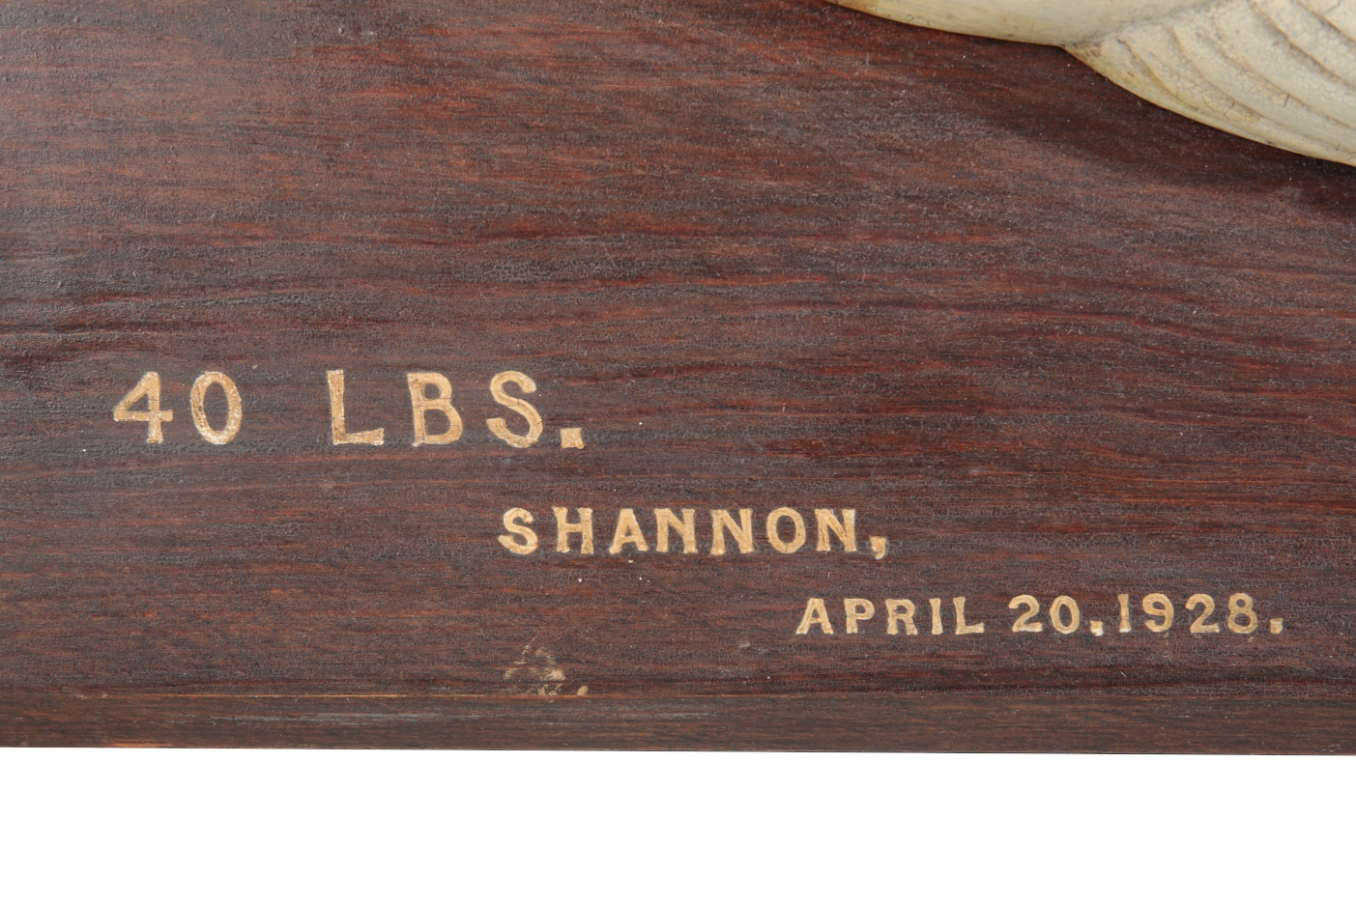 40 LBS.
SHANNON,
APRIL 20.1928.